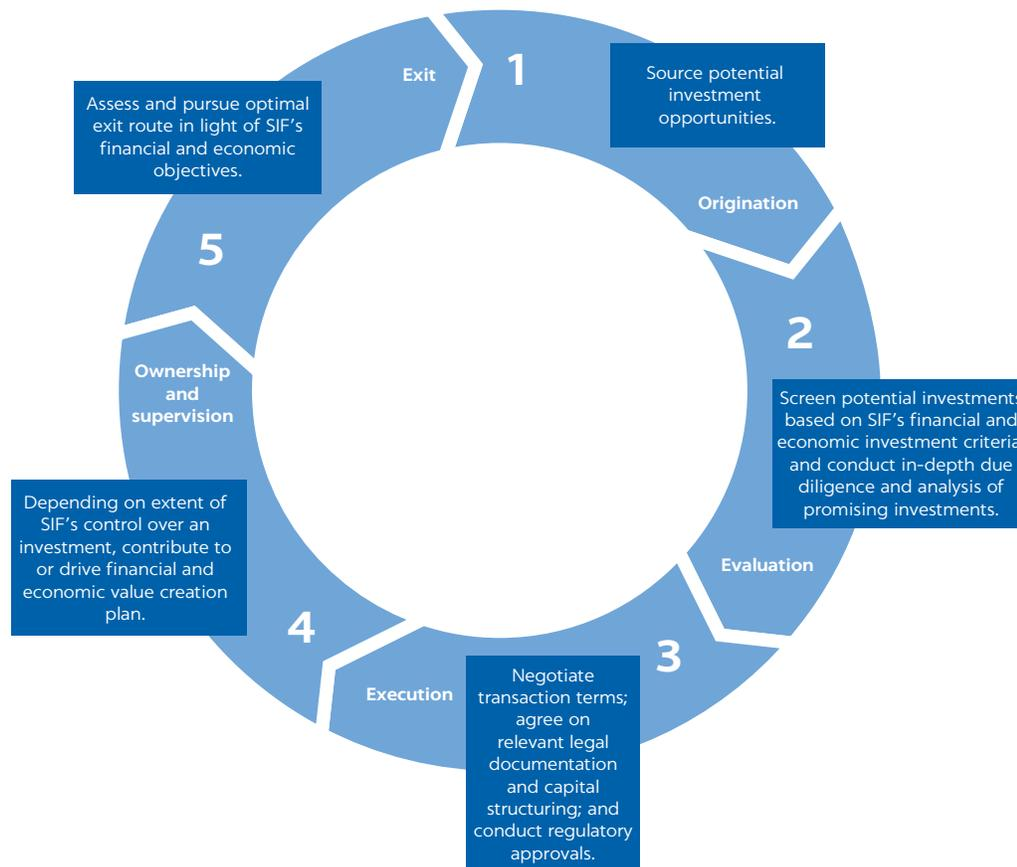 1
Source potential
investment
opportunities.
Origination
2
Screen potential investments
based on SIF’s financial and
economic investment criteria
and conduct in-depth due
diligence and analysis of
promising investments.
Evaluation
3
Negotiate
transaction terms;
agree on
relevant legal
documentation
and capital
structuring; and
conduct regulatory
approvals.
Execution
4
Depending on extent of
SIF’s control over an
investment, contribute to
or drive financial and
economic value creation
plan.
Ownership
and
supervision
5
Assess and pursue optimal
exit route in light of SIF’s
financial and economic
objectives.
Exit